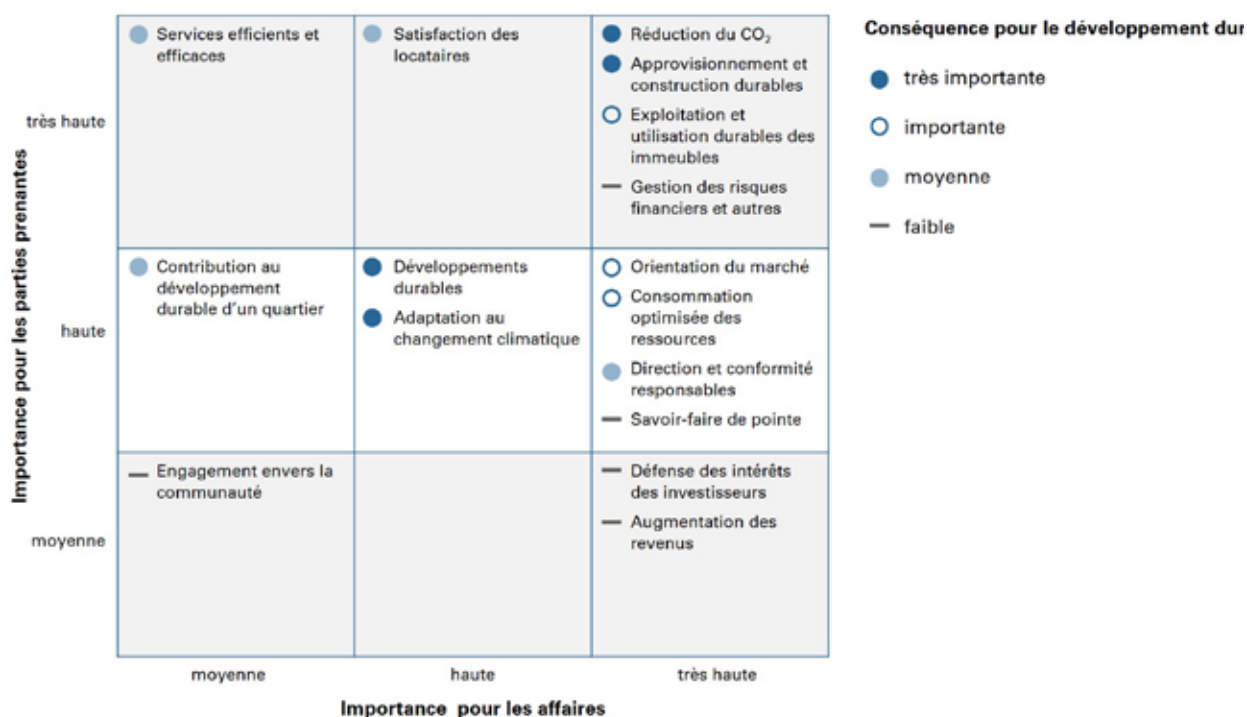 Services efficients et
efficaces
Satisfaction des
locataires
Réduction du CO₂
Approvisionnement et
construction durables
Exploitation et
utilisation durables des
immeubles
Gestion des risques
financiers et autres
Conséquence pour le développement dur
très importante
importante
moyenne
faible
Importance pour les parties prenantes
très haute
haute
moyenne
Contribution au
développement
durable d'un quartier
Développements
durables
Adaptation au
changement climatique
Orientation du marché
Consommation
optimisée des
ressources
Direction et conformité
responsables
Savoir-faire de pointe
Engagement envers la
communauté
Défense des intérêts
des investisseurs
Augmentation des
revenus
moyenne
haute
très haute
Importance pour les affaires